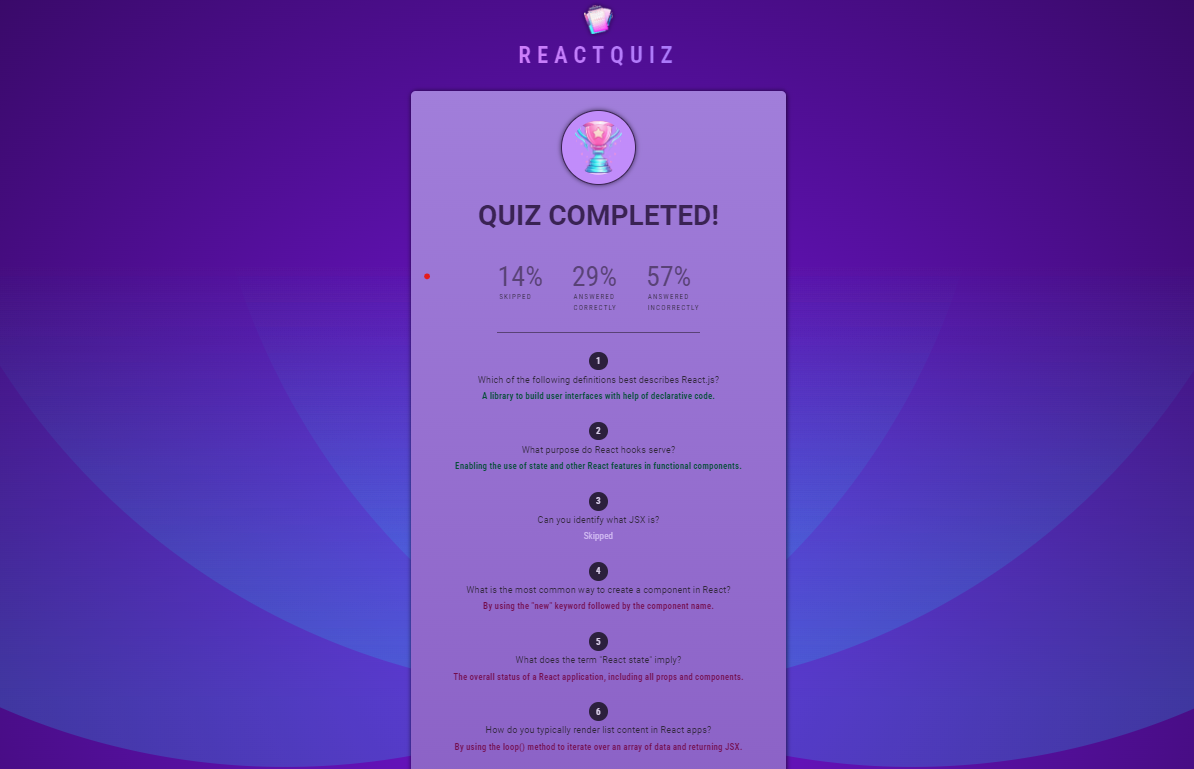 REACTQUIZ
QUIZ COMPLETED!
14% 29% 57%
SKIPPED ANSWERED ANSWERED
CORRECTLY INCORRECTLY
1
Which of the following definitions best describes React.js?
A library to build user interfaces with help of declarative code.
2
What purpose do React hooks serve?
Enabling the use of state and other React features in functional components.
3
Can you identify what JSX is?
Skipped
4
What is the most common way to create a component in React?
By using the "new" keyword followed by the component name.
5
What does the term "React state" imply?
The overall status of a React application, including all props and components.
6
How do you typically render list content in React apps?
By using the loop() method to iterate over an array of data and returning JSX.